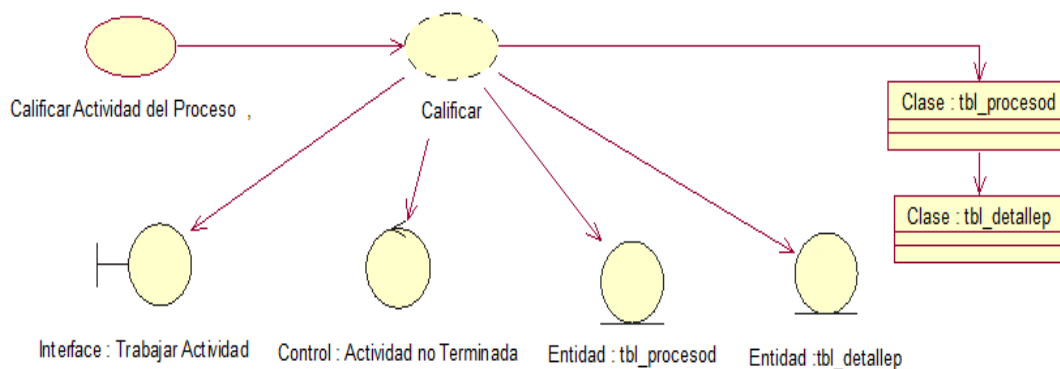 Calificar Actividad del Proceso ,
Calificar
Clase : tbl_procesod
Clase : tbl_detallep
Interface : Trabajar Actividad
Control : Actividad no Terminada
Entidad : tbl_procesod
Entidad :tbl_detallep